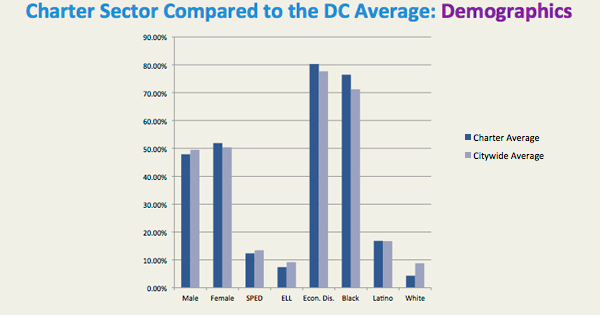 Charter Sector Compared to the DC Average: Demographics
90.00%
80.00%
70.00%
60.00%
50.00%
40.00%
30.00%
20.00%
10.00%
0.00%
Male Female SPED ELL Econ. Dis. Black Latino White
Charter Average
Citywide Average